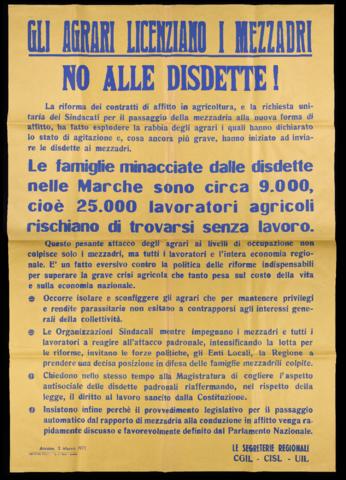 GLI AGRARI LICENZIANO I MEZZADRI
NO ALLE DISDETTE !
La riforma dei contratti di affitto in agricoltura, e la richiesta uni-
taria dei Sindacati per il passaggio della mezzadria alla nuova forma di
affitto, ha fatto esplodere la rabbia degli agrari i quali hanno dichiarato
lo stato di agitazione e, cosa ancora più grave, hanno iniziato ad invia-
re le disdette ai mezzadri.
Le famiglie minacciate dalle disdette
nelle Marche sono circa 9.000,
cioè 25.000 lavoratori agricoli
rischiano di trovarsi senza lavoro.
Questo pesante attacco degli agrari ai livelli di occupazione non
colpisce solo i mezzadri, ma tutti i lavoratori e l'intera economia regio-
nale. E' un fatto eversivo contro la politica delle riforme indispensabili
per superare la grave crisi agricola che tanto pesa sul costo della vita
e sulla economia nazionale.
Occorre isolare e sconfiggere gli agrari che per mantenere privilegi
e rendite parassitarie non esitano a contrapporsi agli interessi gene-
rali della collettività.
Le Organizzazioni Sindacali mentre impegnano i mezzadri e tutti i
lavoratori a reagire all'attacco padronale, intensificando la lotta per
le riforme, invitano le forze politiche, gli Enti Locali, la Regione a
prendere una decisa posizione in difesa delle famiglie mezzadrili colpite.
Chiedono nello stesso tempo alla Magistratura di cogliere l'aspetto
antisociale delle disdette padronali riaffermando, nel rispetto della
legge, il diritto al lavoro sancito dalla Costituzione.
Insistono infine perchè il provvedimento legislativo per il passaggio
automatico dal rapporto di mezzadria alla conduzione in affitto venga ra-
pidamente discusso e favorevolmente definito dal Parlamento Nazionale.
LE SEGRETERIE REGIONALI
CGIL - CISL - UIL